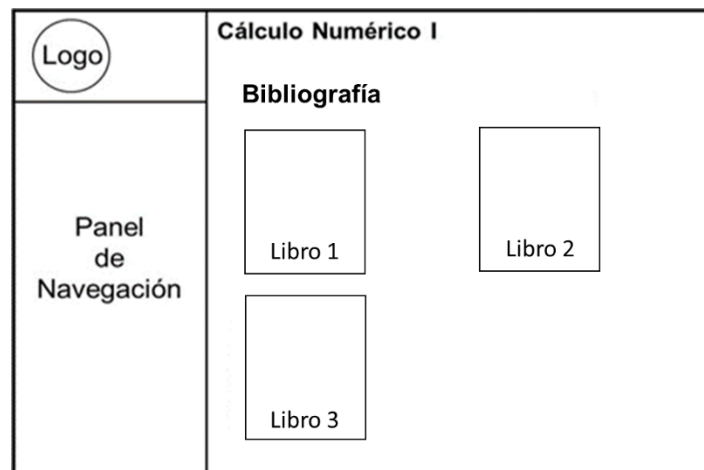 Logo
Cálculo Numérico I
Bibliografía
Panel
de
Navegación
Libro 1
Libro 2
Libro 3